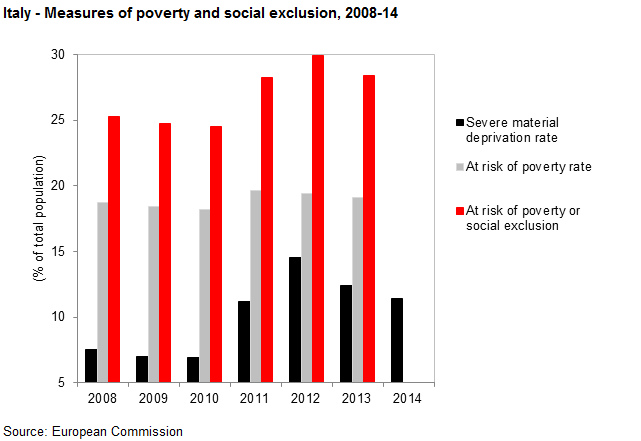 Italy - Measures of poverty and social exclusion, 2008-14
(% of total population)
30
25
20
15
10
5
2008 2009 2010 2011 2012 2013 2014
Severe material
deprivation rate
At risk of poverty rate
At risk of poverty or
social exclusion
Source: European Commission